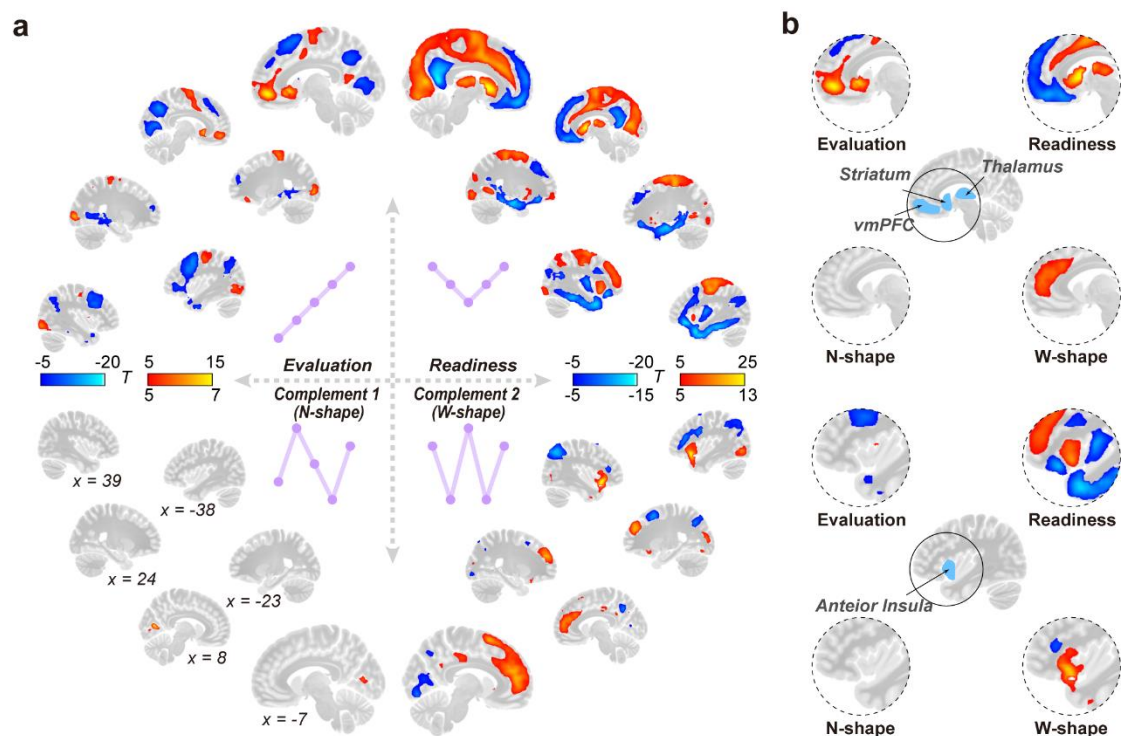 a
b
Evaluation
Readiness
Striatum
Thalamus
vmPFC
N-shape
W-shape
-5 -20 5 15
T
5 7
Evaluation
Readiness
-5 -20 5 25
T
-5 -15 5 13
Complement 1
(N-shape)
Complement 2
(W-shape)
x = 39
x = -38
x = 24
x = -23
x = 8
x = -7
Evaluation
Readiness
Anteior Insula
N-shape
W-shape